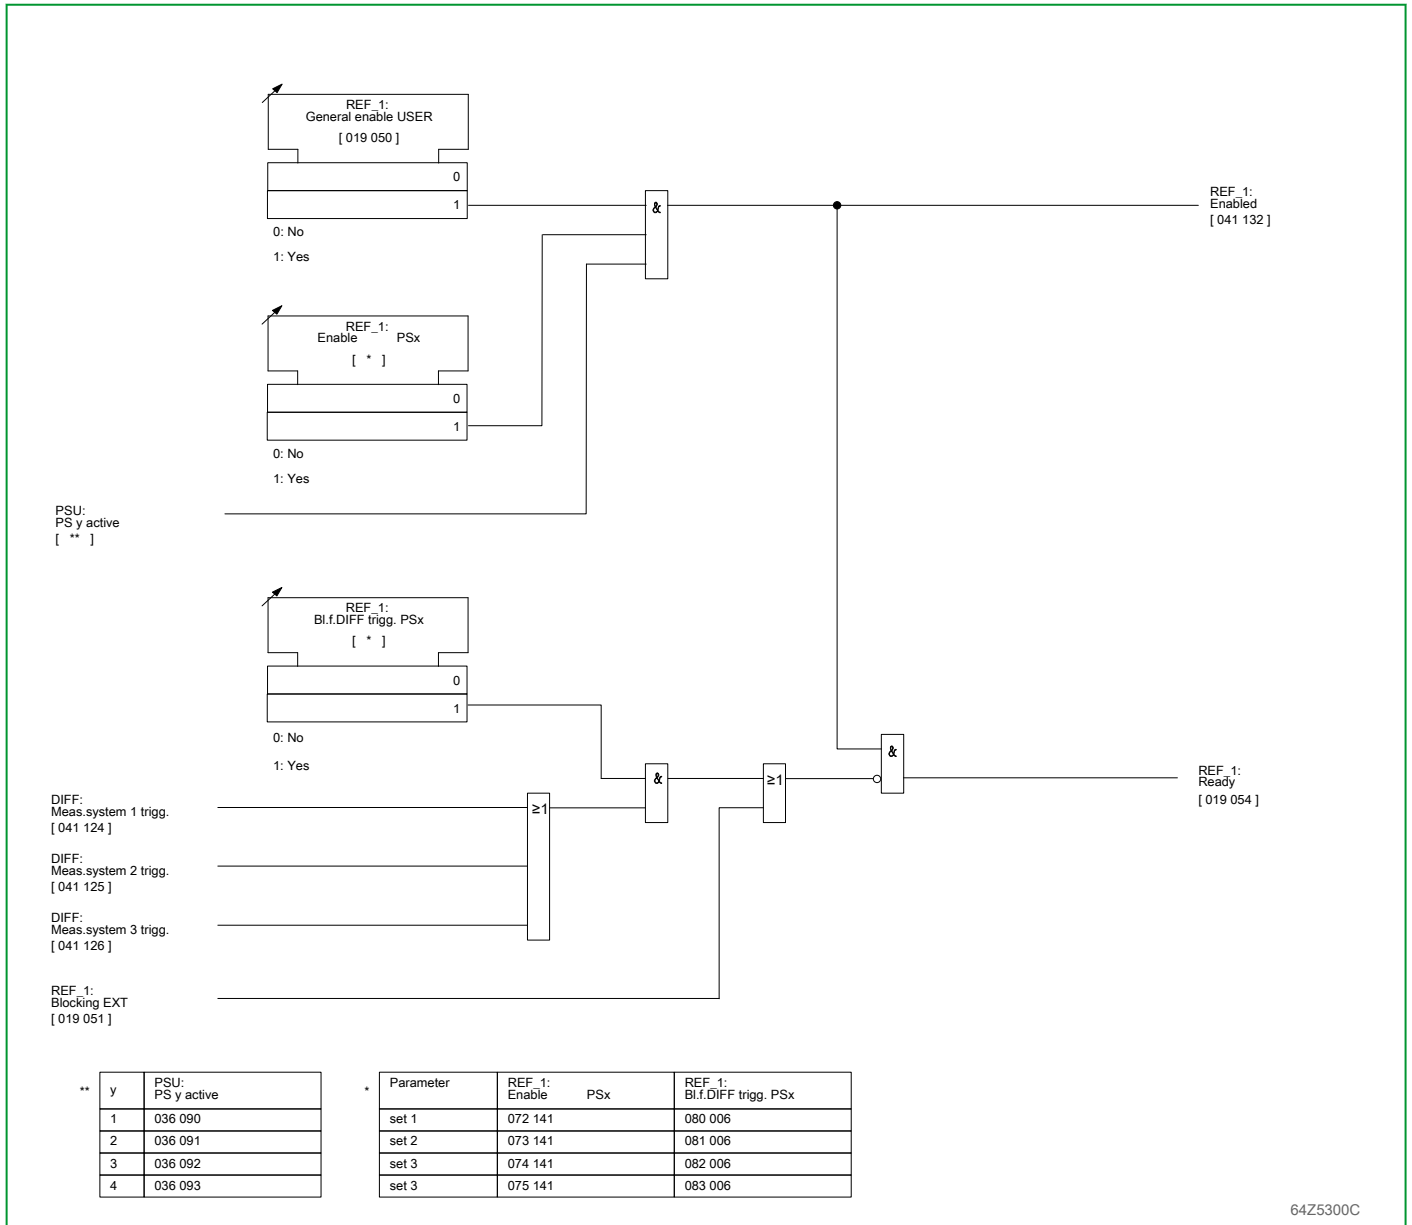 REF_1:
General enable USER
[ 019 050 ]
0
1
0: No
1: Yes
&
REF_1:
Enabled
[ 041 132 ]
REF_1:
Enable PSx
[ * ]
0
1
0: No
1: Yes
PSU:
PS y active
[ ** ]
REF_1:
Bl.f.DIFF trigg. PSx
[ * ]
0
1
0: No
1: Yes
&
≥1
&
REF_1:
Ready
[ 019 054 ]
DIFF:
Meas.system 1 trigg.
[ 041 124 ]
≥1
DIFF:
Meas.system 2 trigg.
[ 041 125 ]
DIFF:
Meas.system 3 trigg.
[ 041 126 ]
REF_1:
Blocking EXT
[ 019 051 ]
** y PSU: PS y active
1 036 090
2 036 091
3 036 092
4 036 093
* Parameter REF_1: Enable PSx REF_1: Bl.f.DIFF trigg. PSx
set 1 072 141 080 006
set 2 073 141 081 006
set 3 074 141 082 006
set 3 075 141 083 006
64Z5300C